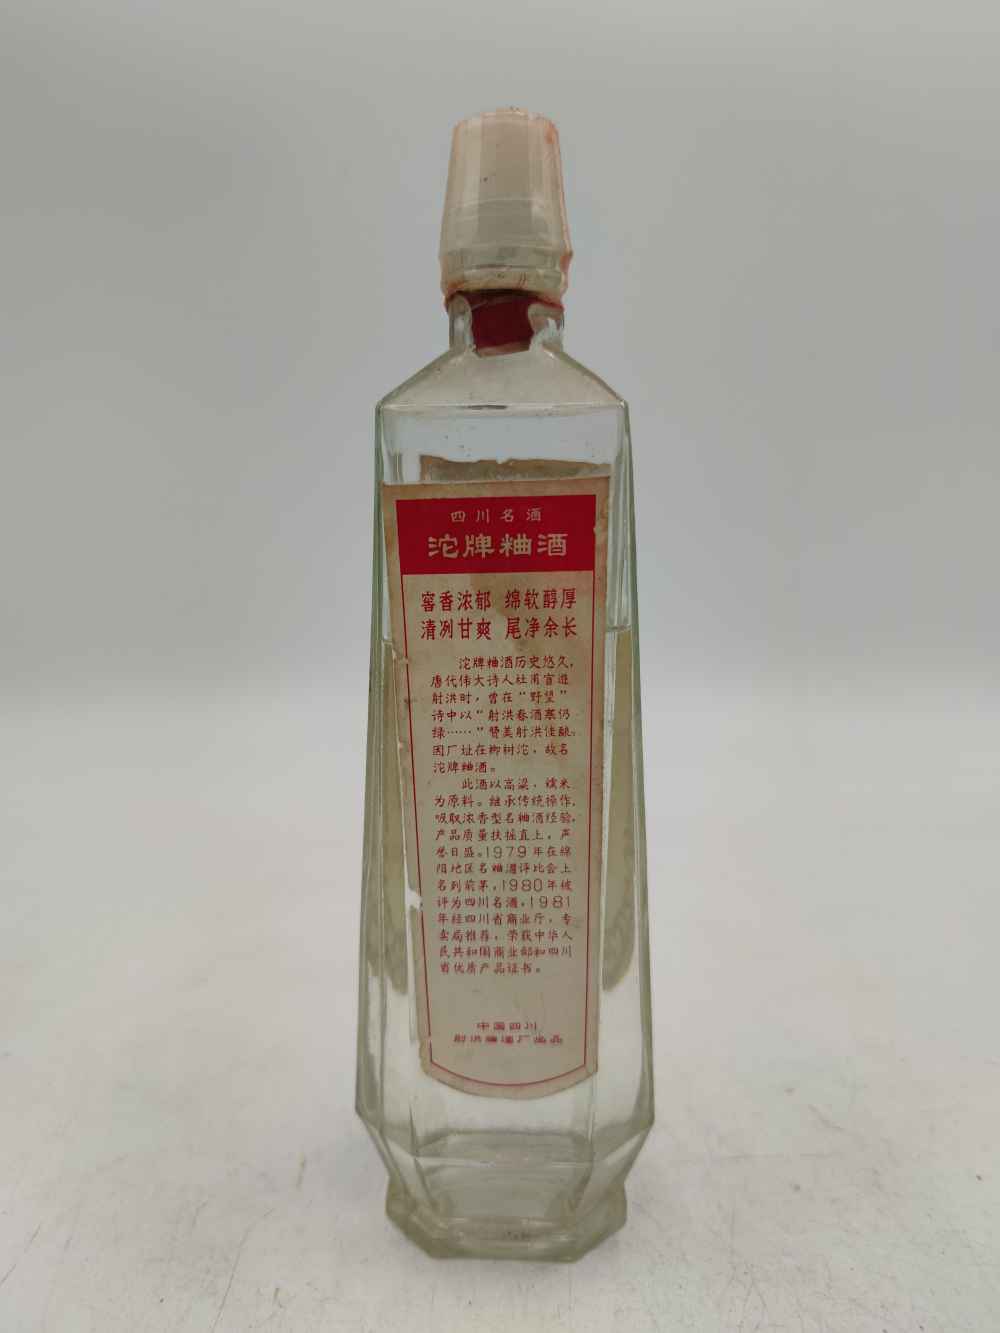 四川名酒
沱牌粬酒
窖香浓郁 绵软醇厚
清冽甘爽 尾净余长
沱牌粬酒历史悠久，
唐代伟大诗人杜甫宦遊
射洪时，曾在“野望”
诗中以“射洪春酒寒仍
绿……”赞美射洪佳酿，
因厂址在柳树沱，故名
沱牌粬酒。
此酒以高粱、糯米
为原料。继承传统操作，
吸取浓香型名粬酒经验，
产品质量扶摇直上，声
誉日盛。1979年在绵
阳地区名粬酒评比会上
名列前茅，1980年被
评为四川名酒，1981
年经四川省商业厅，专
卖局推荐，荣获中华人
民共和国商业部和四川
省优质产品证书。
中国四川
射洪粬酒厂出品